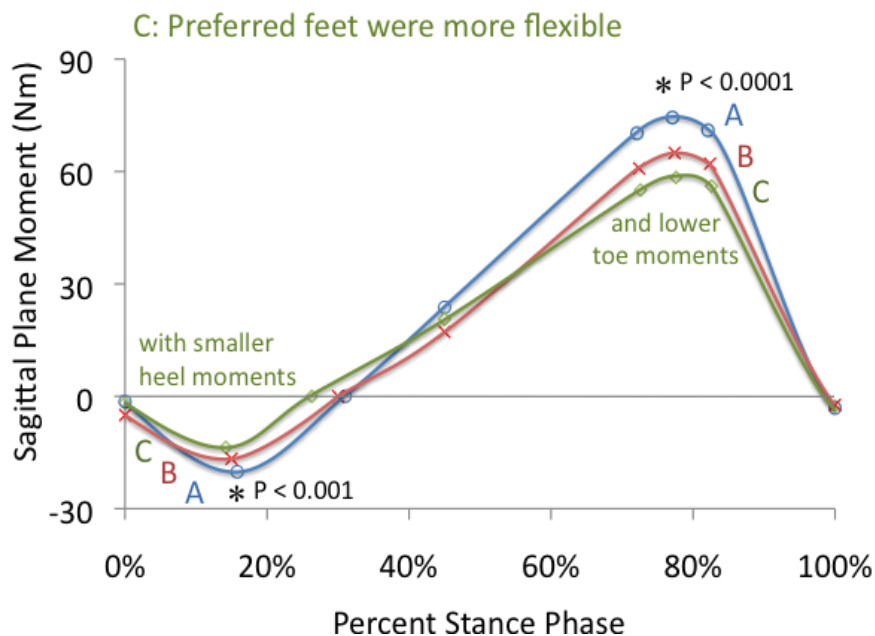 C: Preferred feet were more flexible
90
* P < 0.0001
A
B
C
60
and lower
toe moments
Sagittal Plane Moment (Nm)
30
with smaller
heel moments
0
C
B
A
* P < 0.001
-30
0%
20%
40%
60%
80%
100%
Percent Stance Phase